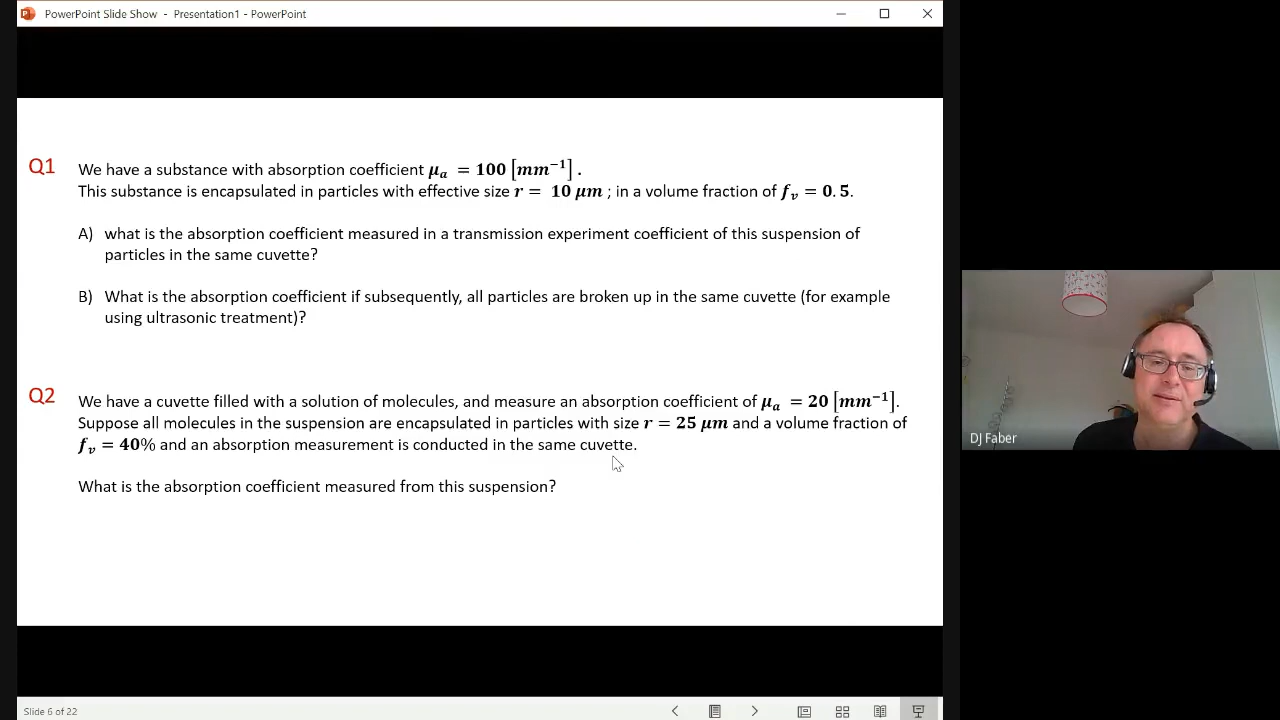 PowerPoint Slide Show - Presentation1 - PowerPoint
Q1 We have a substance with absorption coefficient μₐ = 100 [mm⁻¹] .
This substance is encapsulated in particles with effective size r = 10 μm ; in a volume fraction of fᵥ = 0.5.
A) what is the absorption coefficient measured in a transmission experiment coefficient of this suspension of
particles in the same cuvette?
B) What is the absorption coefficient if subsequently, all particles are broken up in the same cuvette (for example
using ultrasonic treatment)?
Q2 We have a cuvette filled with a solution of molecules, and measure an absorption coefficient of μₐ = 20 [mm⁻¹].
Suppose all molecules in the suspension are encapsulated in particles with size r = 25 μm and a volume fraction of
fᵥ = 40% and an absorption measurement is conducted in the same cuvette.
What is the absorption coefficient measured from this suspension?
DJ Faber
Slide 6 of 22